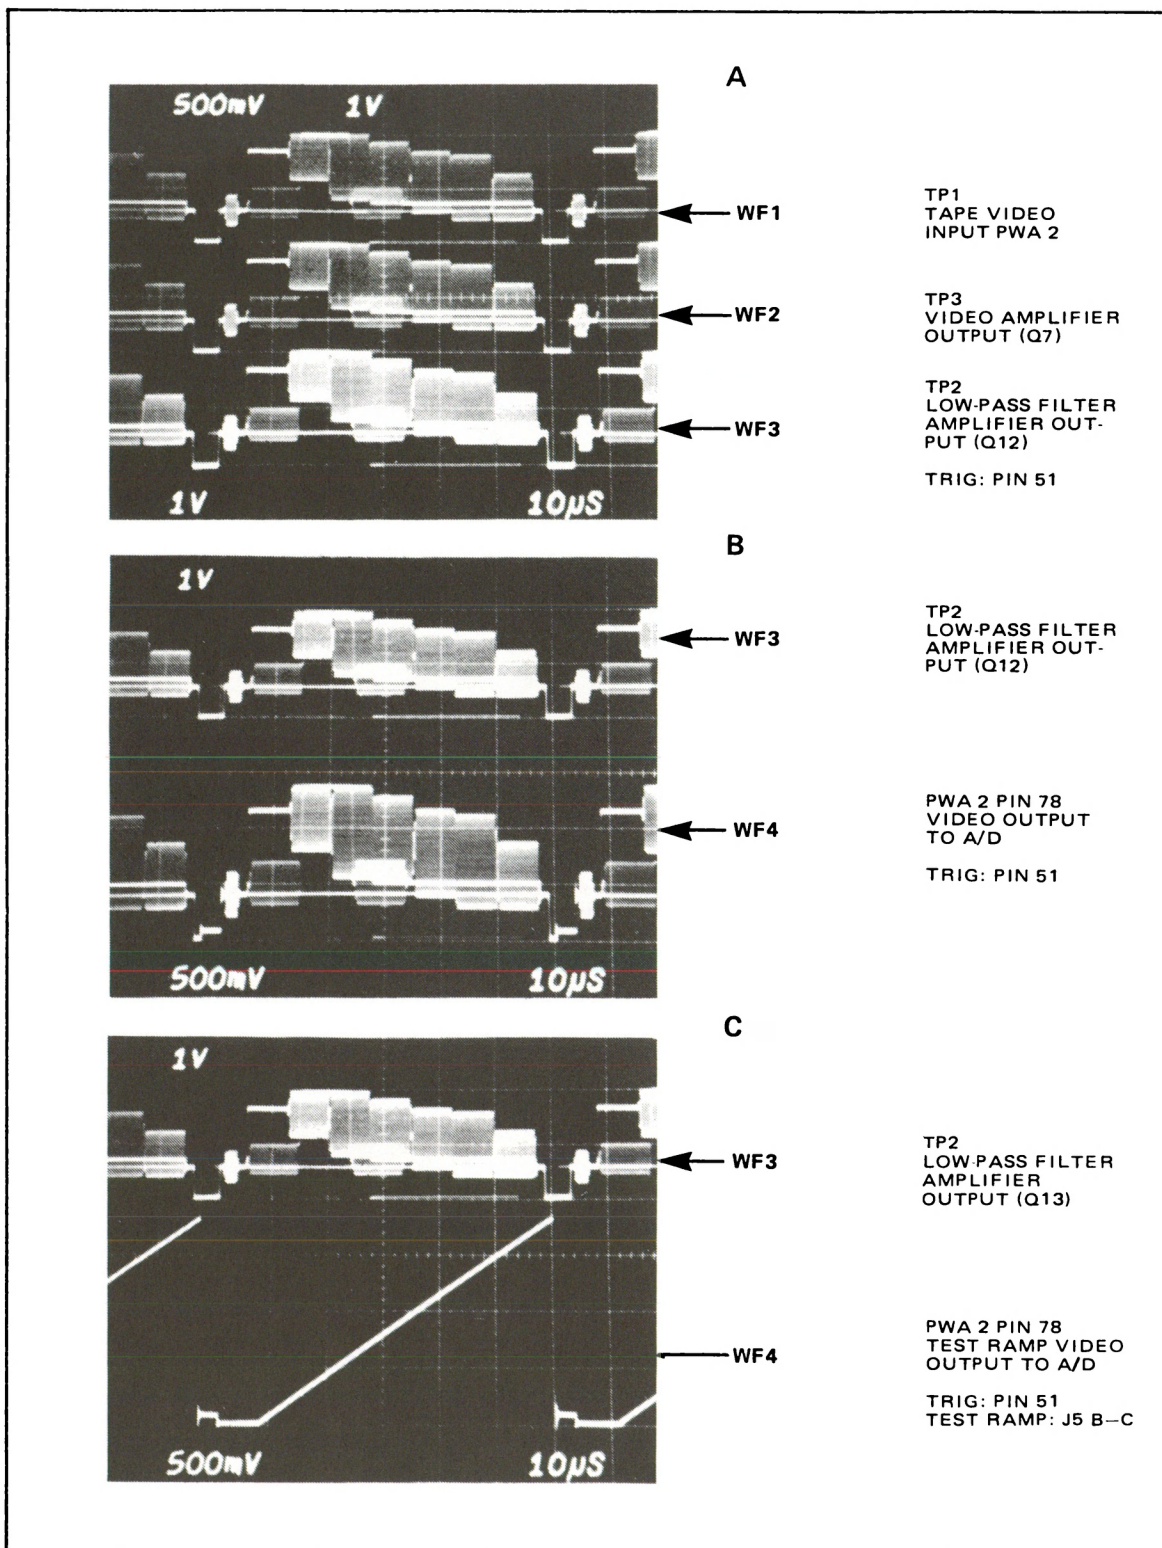 A
500mV 1V
WF1
TP1
TAPE VIDEO
INPUT PWA 2
WF2
TP3
VIDEO AMPLIFIER
OUTPUT (Q7)
WF3
TP2
LOW-PASS FILTER
AMPLIFIER OUT-
PUT (Q12)
TRIG: PIN 51
1V 10µS
B
1V
WF3
TP2
LOW-PASS FILTER
AMPLIFIER OUT-
PUT (Q12)
WF4
PWA 2 PIN 78
VIDEO OUTPUT
TO A/D
TRIG: PIN 51
500mV 10µS
C
1V
WF3
TP2
LOW-PASS FILTER
AMPLIFIER
OUTPUT (Q13)
WF4
PWA 2 PIN 78
TEST RAMP VIDEO
OUTPUT TO A/D
TRIG: PIN 51
TEST RAMP: J5 B–C
500mV 10µS